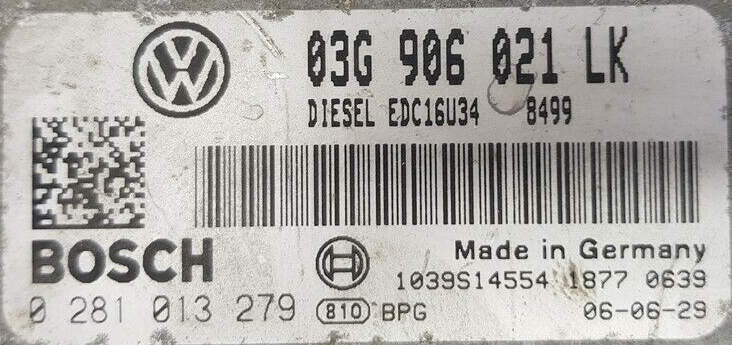 03G 906 021 LK
DIESEL EDC16U34 8499
BOSCH
Made in Germany
1039S14554 1877 0639
0 281 013 279 810 BPG 06-06-29